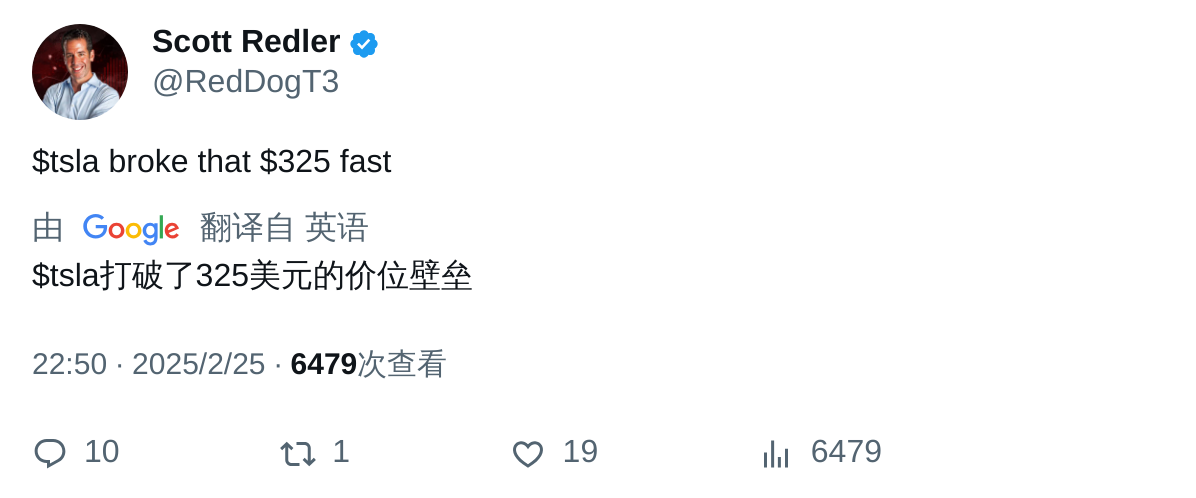 Scott Redler
@RedDogT3
$tsla broke that $325 fast
由 Google 翻译自 英语
$tsla打破了325美元的价位壁垒
22:50 · 2025/2/25 · 6479次查看
10 1 19 6479